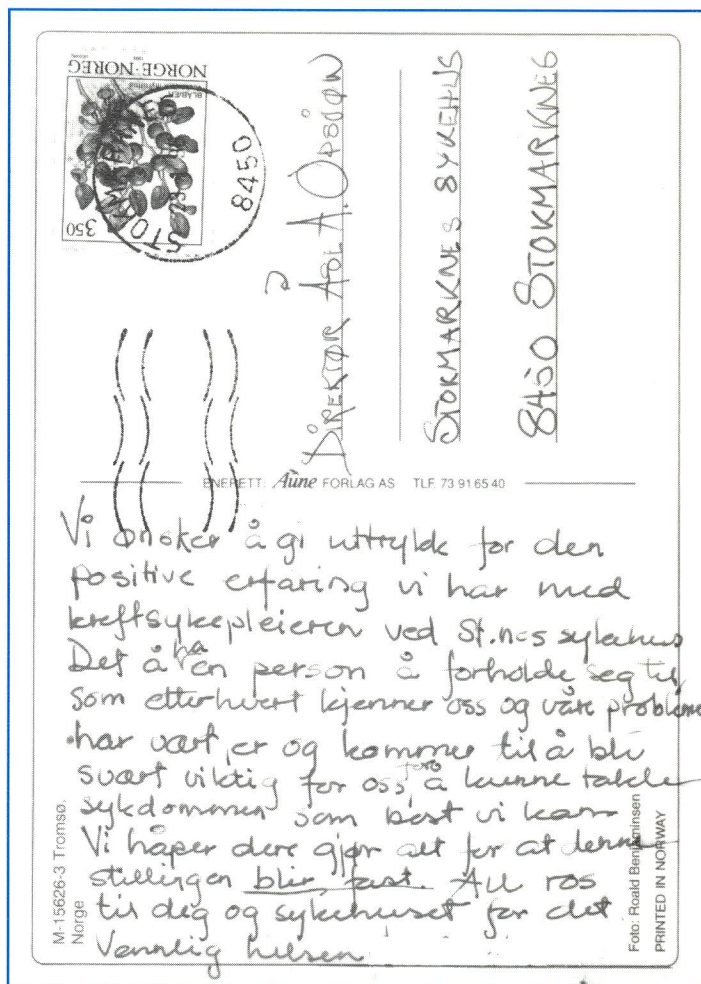 NORGE·NOREG
BLÅBÆR
350
STOKMARKNES
8450
DIREKTØR A. OPSJØN
STOKMARKNES SYKEHUS
8450 STOKMARKNES
ENERETT: Aune FORLAG AS TLF. 73 91 65 40
Vi ønsker å gi uttrykk for den
positive erfaring vi har med
kreftsykepleieren ved St.nes sykehus
Det å ha én person å forholde seg til,
som etterhvert kjenner oss og våre problemer
har vært, er og kommer til å bli
svært viktig for oss, for å kunne takle
sykdommen som best vi kan
Vi håper dere gjør alt for at denne
stillingen blir fast. All ros
til deg og sykehuset for det
Vennlig hilsen
M-15626-3 Tromsø.
Norge
Foto: Roald Benjaminsen
PRINTED IN NORWAY